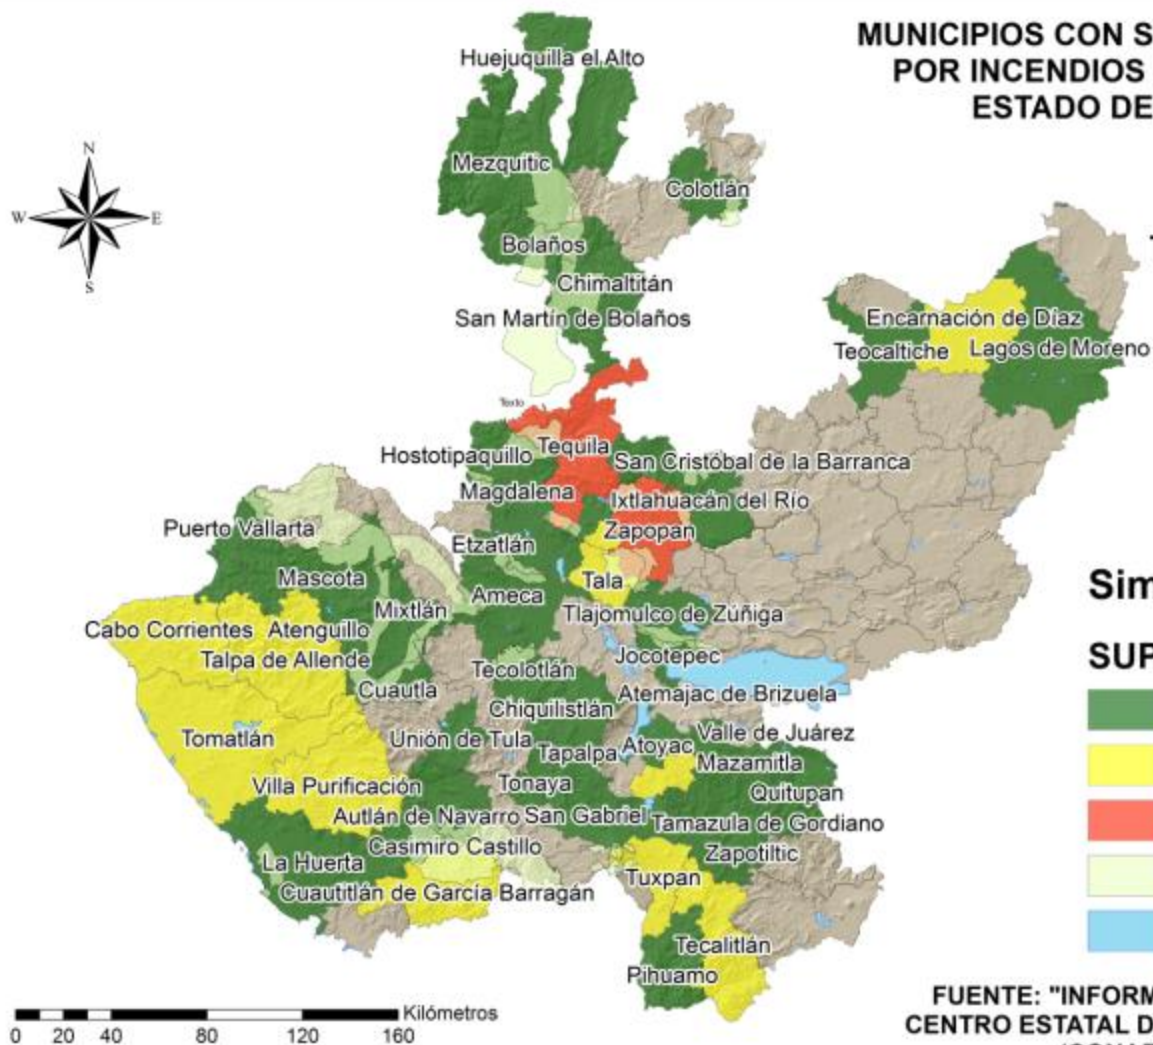 MUNICIPIOS CON S
POR INCENDIOS
ESTADO DE
Huejuquilla el Alto
N
W
E
S
Mezquitic
Colotlán
Bolaños
Chimaltitán
San Martín de Bolaños
Encarnación de Díaz
Teocaltiche
Lagos de Moreno
Texto
Tequila
Hostotipaquillo
San Cristóbal de la Barranca
Magdalena
Ixtlahuacán del Río
Puerto Vallarta
Zapopan
Etzatlán
Mascota
Tala
Sim
Ameca
Mixtlán
Tlajomulco de Zúñiga
Cabo Corrientes
Atenguillo
Talpa de Allende
Jocotepec
SUP
Tecolotlán
Cuautla
Atemajac de Brizuela
Chiquilistlán
Tomatlán
Unión de Tula
Valle de Juárez
Tapalpa
Atoyac
Mazamitla
Villa Purificación
Tonaya
Quitupan
Autlán de Navarro
San Gabriel
Tamazula de Gordiano
Casimiro Castillo
Zapotiltic
La Huerta
Tuxpan
Cuautitlán de García Barragán
Tecalitlán
Pihuamo
FUENTE: "INFORM
CENTRO ESTATAL D
Kilómetros
0 20 40 80 120 160